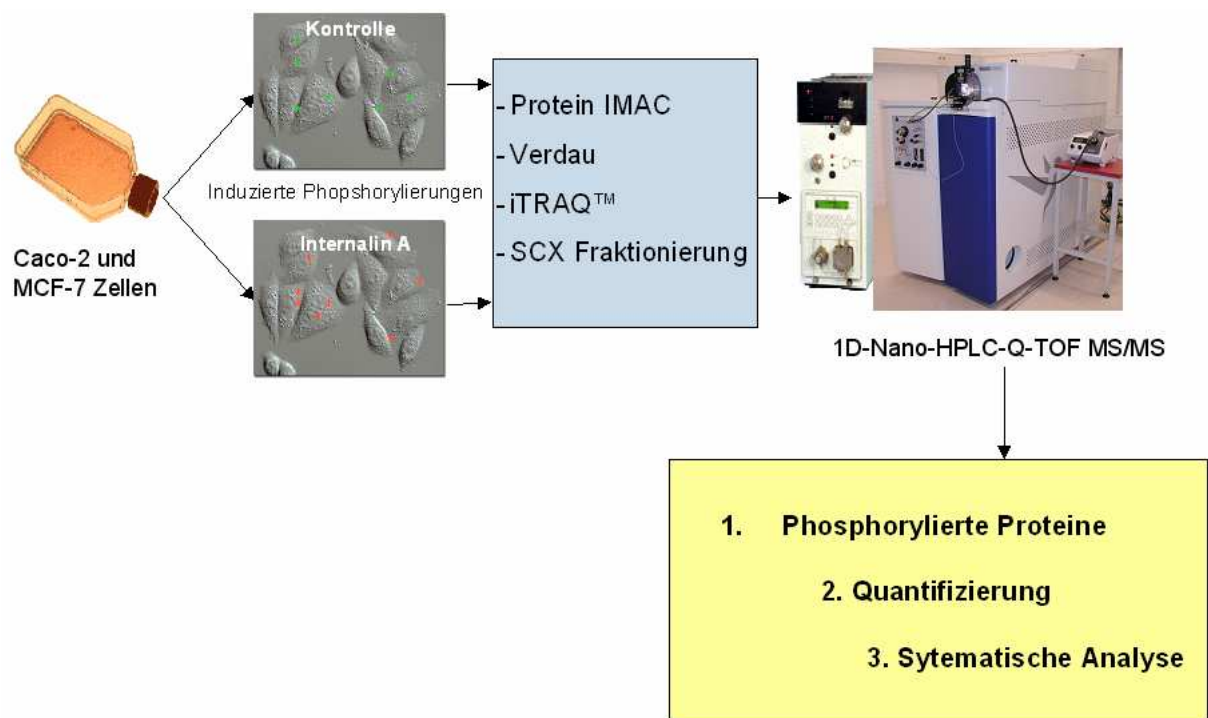 Kontrolle
Induzierte Phopshorylierungen
Internalin A
Caco-2 und
MCF-7 Zellen
- Protein IMAC
- Verdau
- iTRAQ™
- SCX Fraktionierung
1D-Nano-HPLC-Q-TOF MS/MS
1. Phosphorylierte Proteine
2. Quantifizierung
3. Sytematische Analyse